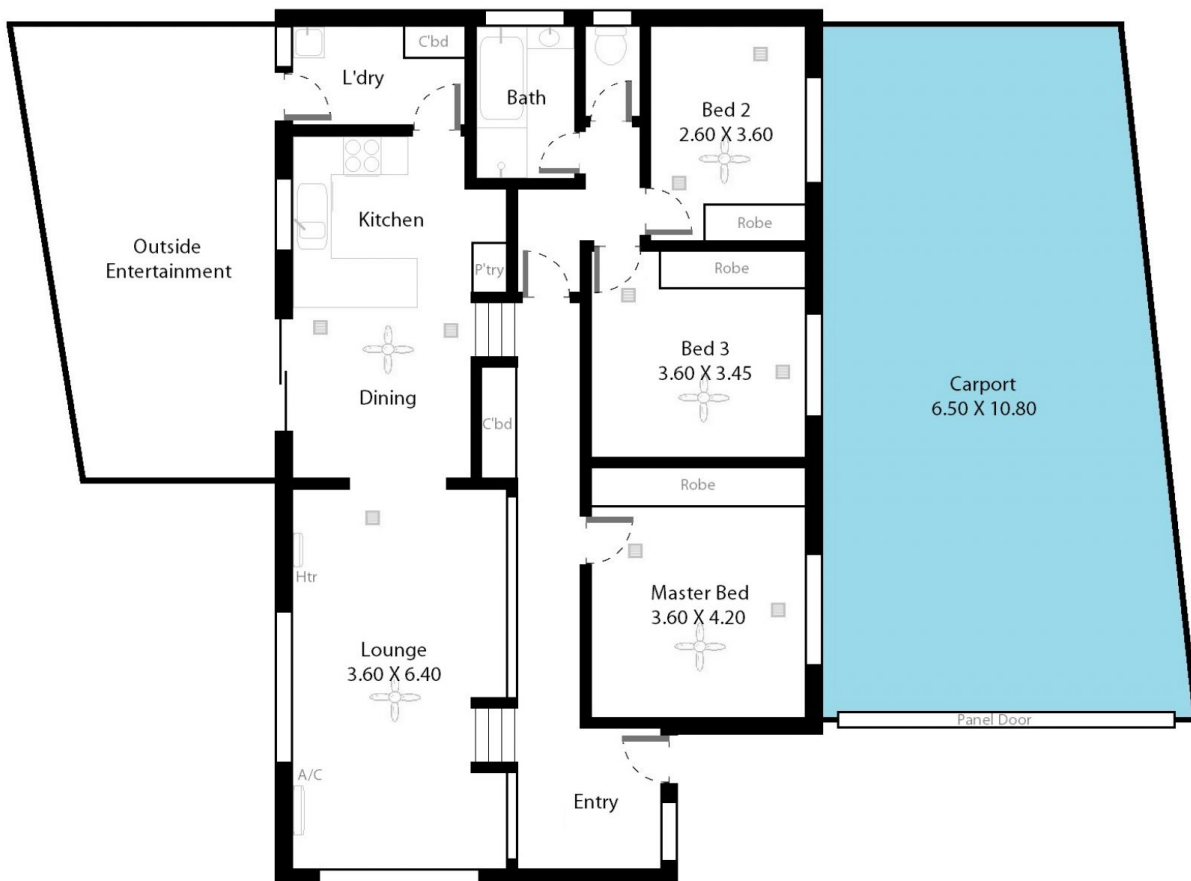 C'bd
L'dry
Bath
Bed 2
2.60 X 3.60
Robe
Kitchen
P'try
Outside
Entertainment
Robe
Bed 3
3.60 X 3.45
Dining
C'bd
Carport
6.50 X 10.80
Robe
Htr
Master Bed
3.60 X 4.20
Lounge
3.60 X 6.40
Panel Door
A/C
Entry